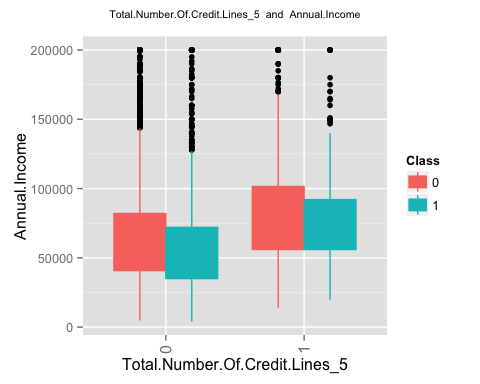 Total.Number.Of.Credit.Lines_5 and Annual.Income
200000
150000
100000
50000
0
Annual.Income
0
1
Total.Number.Of.Credit.Lines_5
Class
0
1